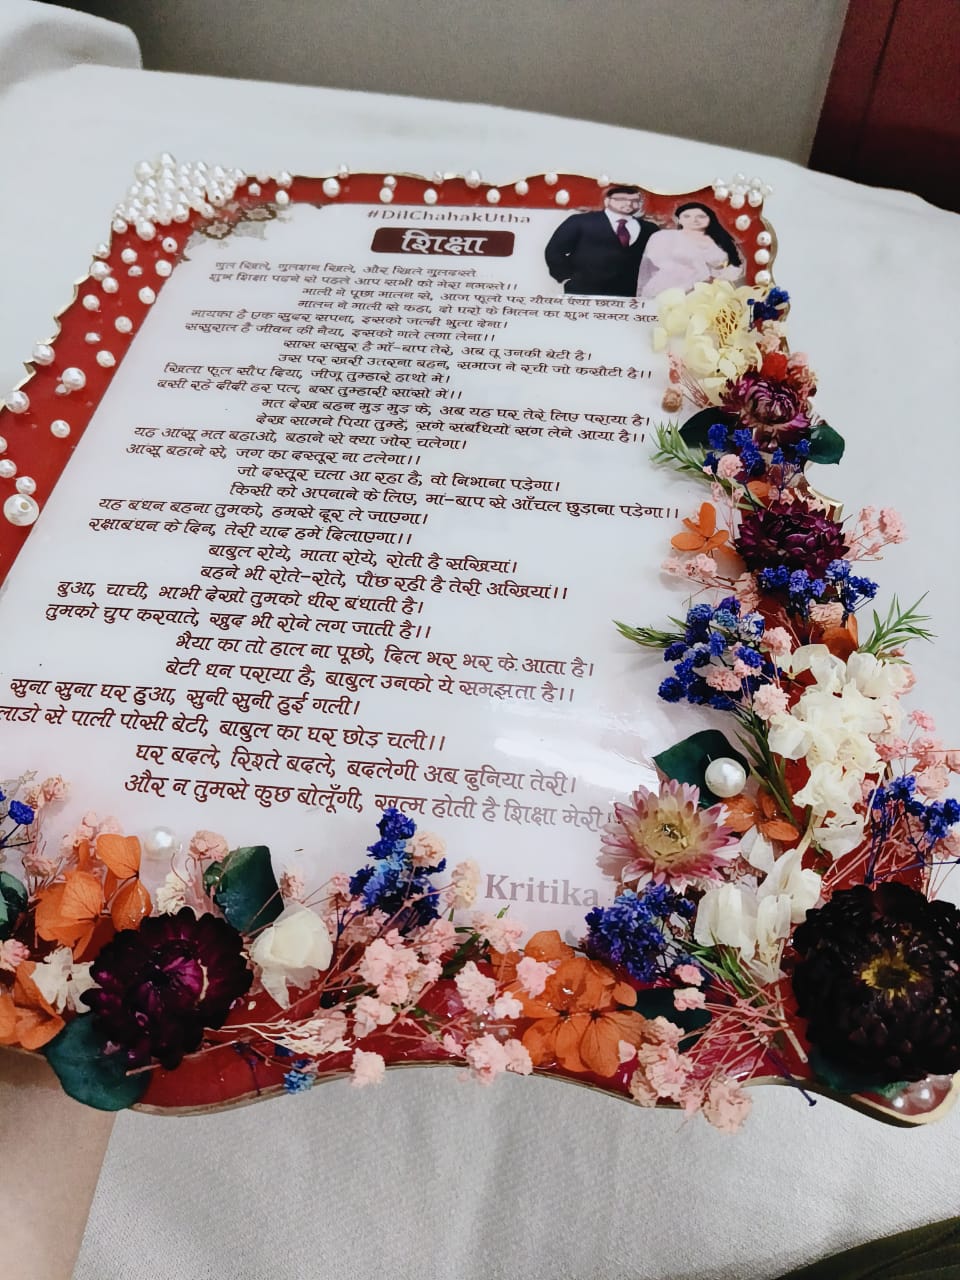 #DilChahakUtha
शिक्षा
गुल खिले, गुलशन खिले, और खिले गुलदस्ते....
शुभ शिक्षा पढ़ने से पहले आप सभी को मेरा नमस्ते।।
माली ने पूछा मालन से, आज फूलो पर यौवन क्या छाया है।
मालन ने माली से कहा, दो घरो के मिलन का शुभ समय आया
मायका है एक सुंदर सपना, इसको जल्दी भुला देना।
ससुराल है जीवन की नैया, इसको गले लगा लेना।।
सास ससुर है माँ-बाप तेरे, अब तू उनकी बेटी है।
उस पर खरी उतरना बहन, समाज ने रची जो कसौटी है।।
खिला फूल सौंप दिया, जीजू तुम्हारे हाथो में।
बसी रहे दीदी हर पल, बस तुम्हारी सांसो में।।
मत देख बहन मुड़ मुड़ के, अब यह घर तेरे लिए पराया है।
देख सामने पिया तुम्हे, सगे संबंधियों संग लेने आया है।।
यह आंसू मत बहाओ, बहाने से क्या जोर चलेगा।
आंसू बहाने से, जग का दस्तूर ना टलेगा।।
जो दस्तूर चला आ रहा है, वो निभाना पड़ेगा।
किसी को अपनाने के लिए, मां-बाप से आँचल छुड़ाना पड़ेगा।।
यह बंधन बहना तुमको, हमसे दूर ले जाएगा।
रक्षाबंधन के दिन, तेरी याद हमें दिलाएगा।।
बाबुल रोये, माता रोये, रोती है सखियां।
बहने भी रोते-रोते, पौंछ रही है तेरी अखियां।।
बुआ, चाची, भाभी देखो तुमको धीर बंधाती है।
तुमको चुप करवाते, खुद भी रोने लग जाती है।।
भैया का तो हाल ना पूछो, दिल भर भर के आता है।
बेटी धन पराया है, बाबुल उनको ये समझता है।।
सुना सुना घर हुआ, सुनी सुनी हुई गली।
लाडो से पाली पोसी बेटी, बाबुल का घर छोड़ चली।।
घर बदले, रिश्ते बदले, बदलेगी अब दुनिया तेरी।
और न तुमसे कुछ बोलूँगी, खत्म होती है शिक्षा मेरी
Kritika